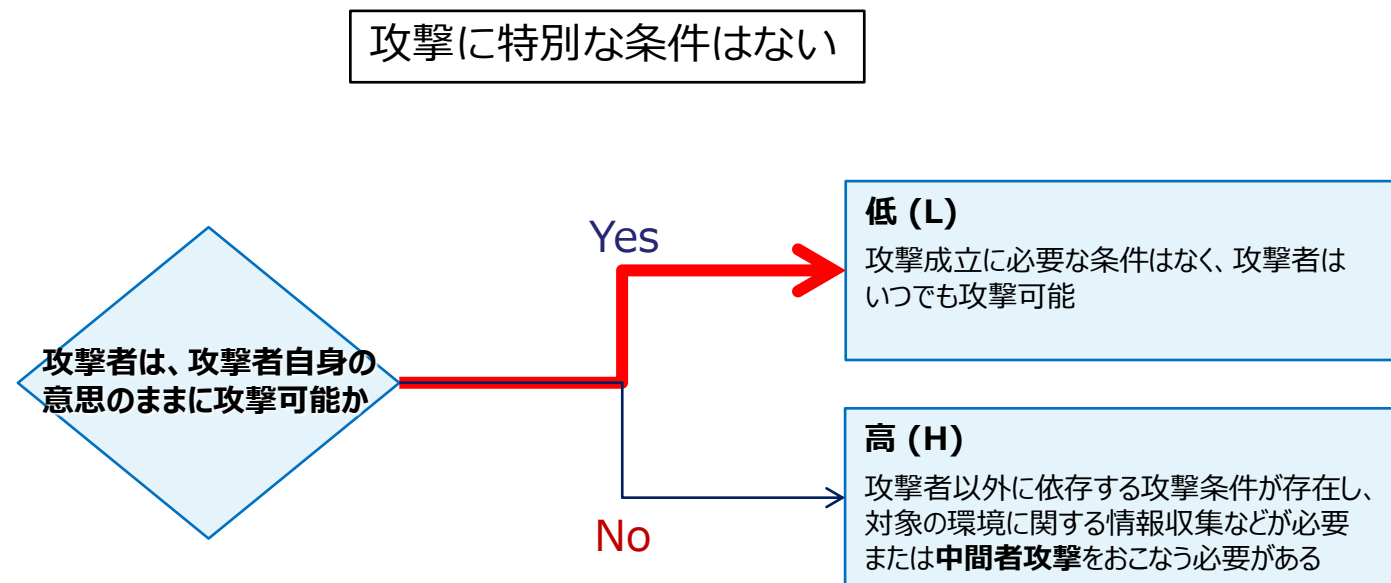 攻撃に特別な条件はない
Yes
低 (L)
攻撃成立に必要な条件はなく、攻撃者は
いつでも攻撃可能
攻撃者は、攻撃者自身の
意思のままに攻撃可能か
高 (H)
攻撃者以外に依存する攻撃条件が存在し、
対象の環境に関する情報収集などが必要
または中間者攻撃をおこなう必要がある
No